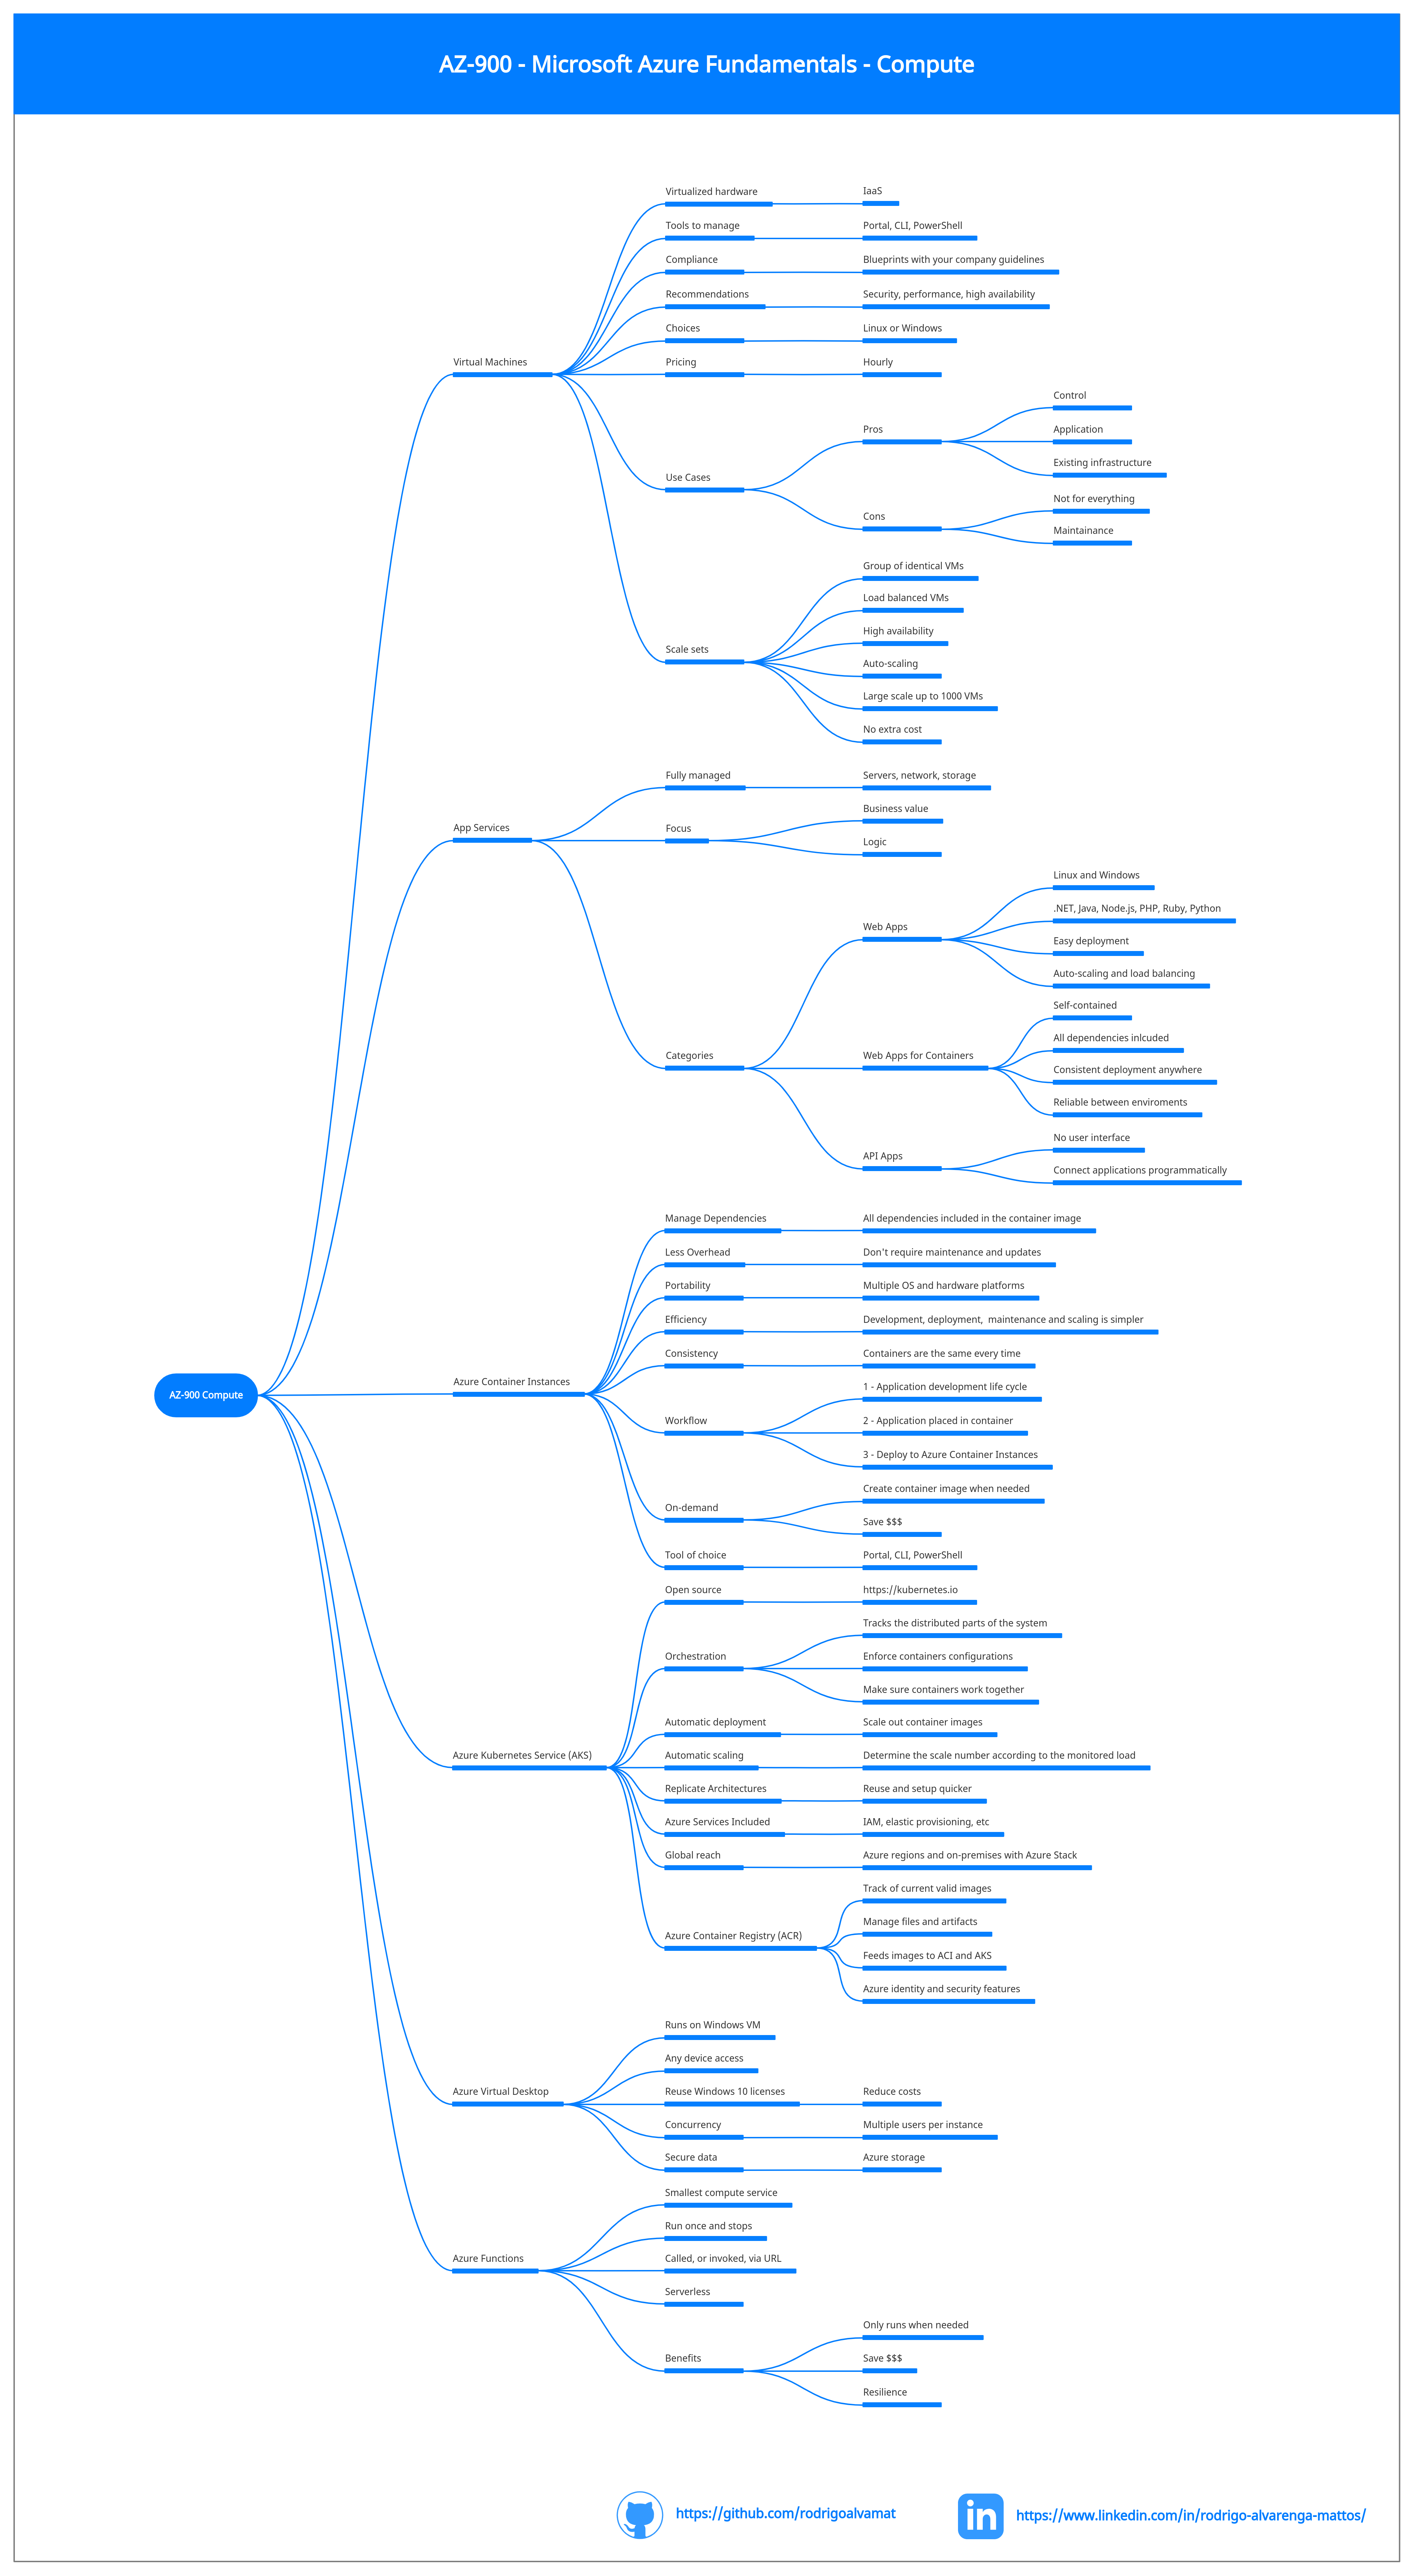 AZ-900 - Microsoft Azure Fundamentals - Compute
AZ-900 Compute
Virtual Machines
Virtualized hardware
IaaS
Tools to manage
Portal, CLI, PowerShell
Compliance
Blueprints with your company guidelines
Recommendations
Security, performance, high availability
Choices
Linux or Windows
Pricing
Hourly
Use Cases
Pros
Control
Application
Existing infrastructure
Cons
Not for everything
Maintainance
Scale sets
Group of identical VMs
Load balanced VMs
High availability
Auto-scaling
Large scale up to 1000 VMs
No extra cost
App Services
Fully managed
Servers, network, storage
Focus
Business value
Logic
Categories
Web Apps
Linux and Windows
.NET, Java, Node.js, PHP, Ruby, Python
Easy deployment
Auto-scaling and load balancing
Web Apps for Containers
Self-contained
All dependencies inlcuded
Consistent deployment anywhere
Reliable between enviroments
API Apps
No user interface
Connect applications programmatically
Azure Container Instances
Manage Dependencies
All dependencies included in the container image
Less Overhead
Don't require maintenance and updates
Portability
Multiple OS and hardware platforms
Efficiency
Development, deployment,  maintenance and scaling is simpler
Consistency
Containers are the same every time
Workflow
1 - Application development life cycle
2 - Application placed in container
3 - Deploy to Azure Container Instances
On-demand
Create container image when needed
Save $$$
Tool of choice
Portal, CLI, PowerShell
Azure Kubernetes Service (AKS)
Open source
https://kubernetes.io
Orchestration
Tracks the distributed parts of the system
Enforce containers configurations
Make sure containers work together
Automatic deployment
Scale out container images
Automatic scaling
Determine the scale number according to the monitored load
Replicate Architectures
Reuse and setup quicker
Azure Services Included
IAM, elastic provisioning, etc
Global reach
Azure regions and on-premises with Azure Stack
Azure Container Registry (ACR)
Track of current valid images
Manage files and artifacts
Feeds images to ACI and AKS
Azure identity and security features
Azure Virtual Desktop
Runs on Windows VM
Any device access
Reuse Windows 10 licenses
Reduce costs
Concurrency
Multiple users per instance
Secure data
Azure storage
Azure Functions
Smallest compute service
Run once and stops
Called, or invoked, via URL
Serverless
Benefits
Only runs when needed
Save $$$
Resilience
https://github.com/rodrigoalvamat
in
https://www.linkedin.com/in/rodrigo-alvarenga-mattos/